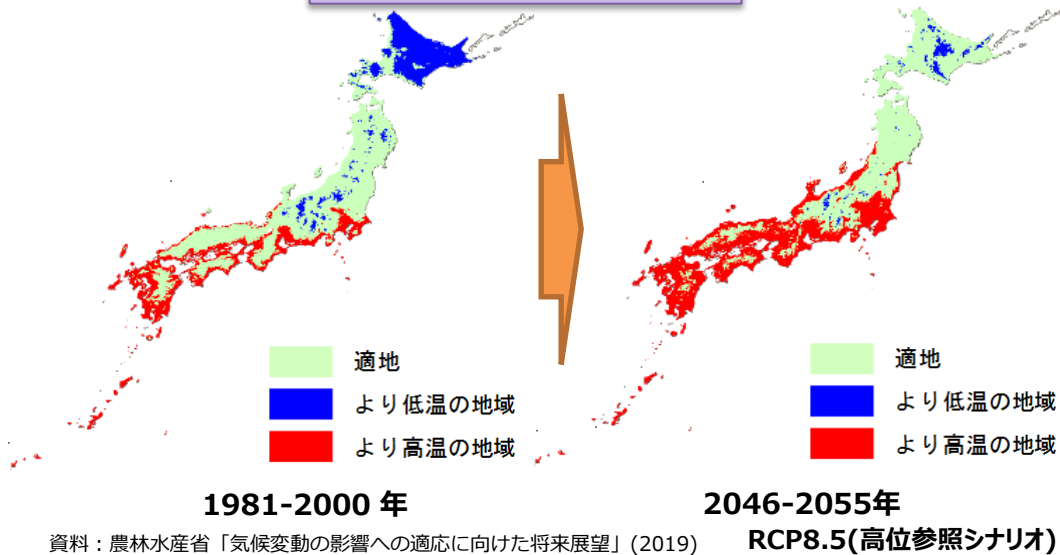 適地
より低温の地域
より高温の地域
適地
より低温の地域
より高温の地域
1981-2000 年
2046-2055年
資料：農林水産省「気候変動の影響への適応に向けた将来展望」(2019)
RCP8.5(高位参照シナリオ)